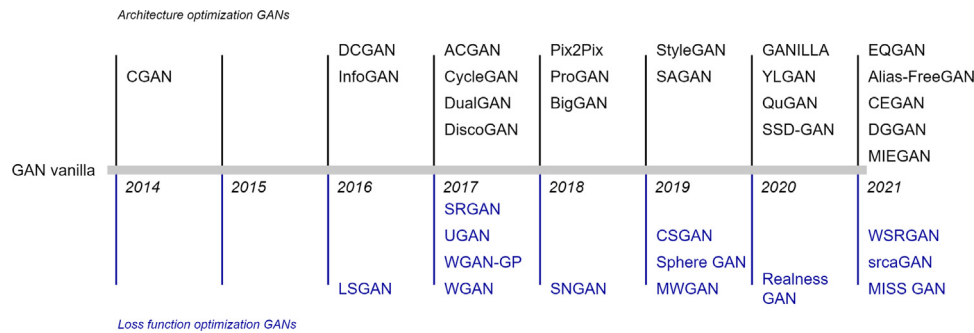 Architecture optimization GANs
DCGAN ACGAN Pix2Pix StyleGAN GANILLA EQGAN
CGAN InfoGAN CycleGAN ProGAN SAGAN YLGAN Alias-FreeGAN
DualGAN BigGAN QuGAN CEGAN
DiscoGAN SSD-GAN DGGAN
MIEGAN
GAN vanilla
2014 2015 2016 2017 2018 2019 2020 2021
SRGAN
UGAN CSGAN WSRGAN
WGAN-GP Sphere GAN srcaGAN
LSGAN WGAN SNGAN MWGAN Realness MISS GAN
GAN
Loss function optimization GANs